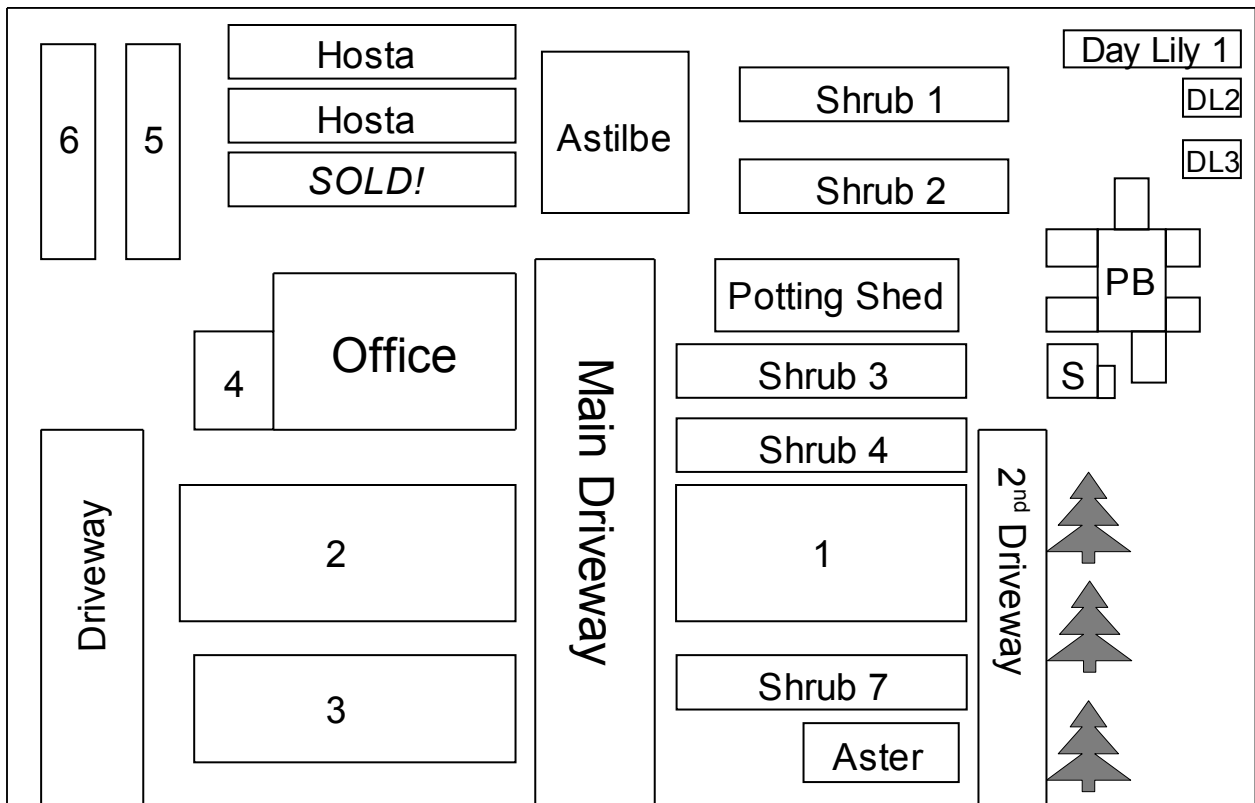 Hosta
Day Lily 1
6
5
Hosta
Astilbe
Shrub 1
DL2
SOLD!
Shrub 2
DL3
Potting Shed
PB
Office
4
Main Driveway
Shrub 3
S
Shrub 4
Driveway
2
1
2nd Driveway
3
Shrub 7
Aster